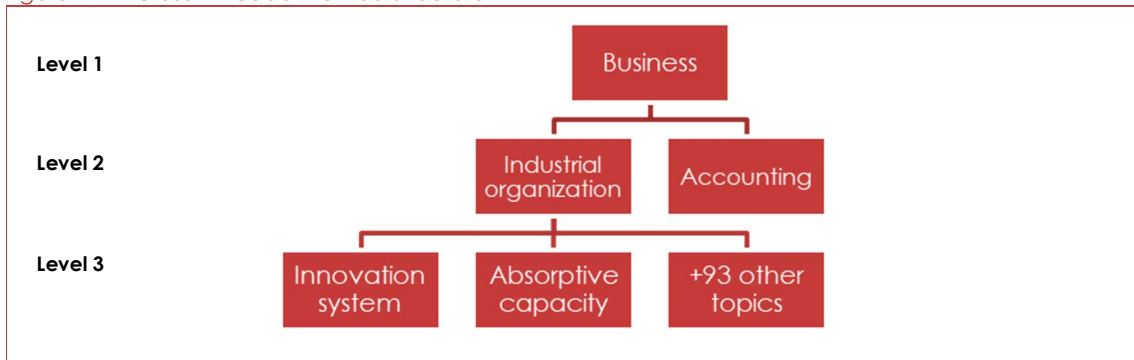 Level 1
Business
Level 2
Industrial
organization
Accounting
Level 3
Innovation
system
Absorptive
capacity
+93 other
topics